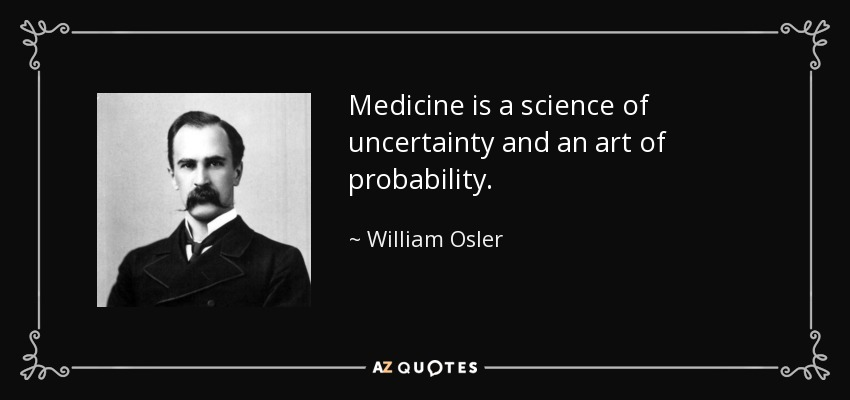 Medicine is a science of
uncertainty and an art of
probability.
~ William Osler
AZ QUOTES